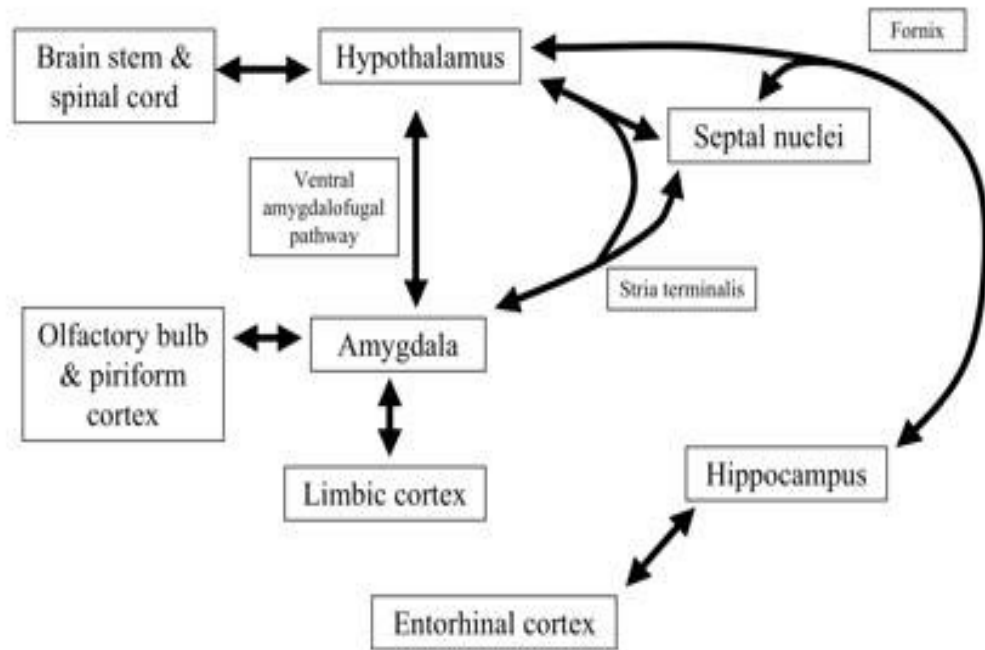 Fornix
Brain stem &
spinal cord
Hypothalamus
Septal nuclei
Ventral
amygdalofugal
pathway
Stria terminalis
Olfactory bulb
& piriform
cortex
Amygdala
Limbic cortex
Hippocampus
Entorhinal cortex